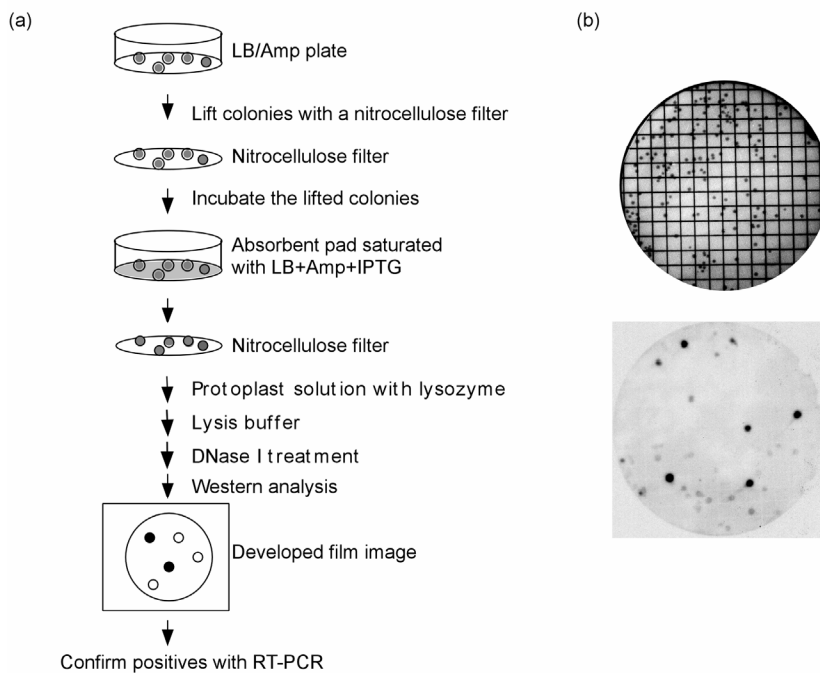 (a)
(b)
LB/Amp plate
Lift colonies with a nitrocellulose filter
Nitrocellulose filter
Incubate the lifted colonies
Absorbent pad saturated
with LB+Amp+IPTG
Nitrocellulose filter
Protoplast solution with lysozyme
Lysis buffer
DNase I treatment
Western analysis
Developed film image
Confirm positives with RT-PCR